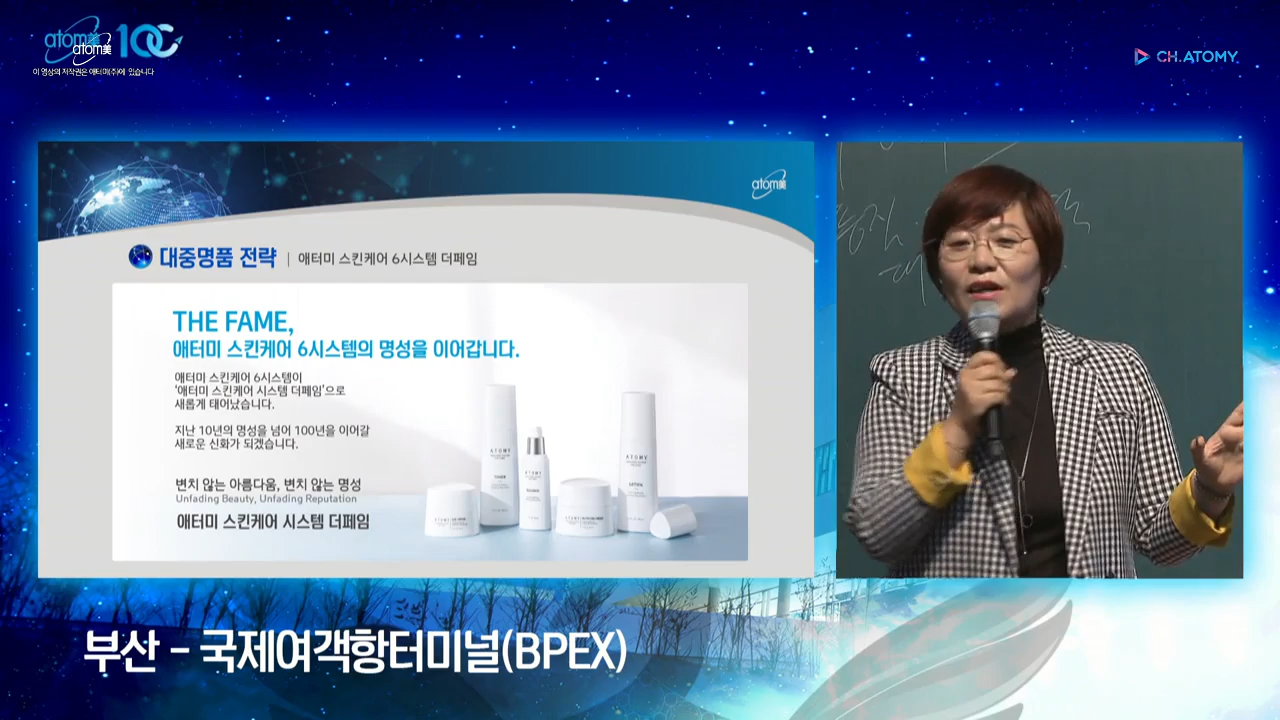 atom美 100
atom美
이 영상의 저작권은 애터미(주)에 있습니다
CH.ATOMY
atom美
대중명품 전략 | 애터미 스킨케어 6시스템 더페임
THE FAME,
애터미 스킨케어 6시스템의 명성을 이어갑니다.
애터미 스킨케어 6시스템이
'애터미 스킨케어 시스템 더페임'으로
새롭게 태어났습니다.
지난 10년의 명성을 넘어 100년을 이어갈
새로운 신화가 되겠습니다.
변치 않는 아름다움, 변치 않는 명성
Unfading Beauty, Unfading Reputation
애터미 스킨케어 시스템 더페임
ATOMY
ATOMY
ATOMY
부산 - 국제여객항터미널(BPEX)